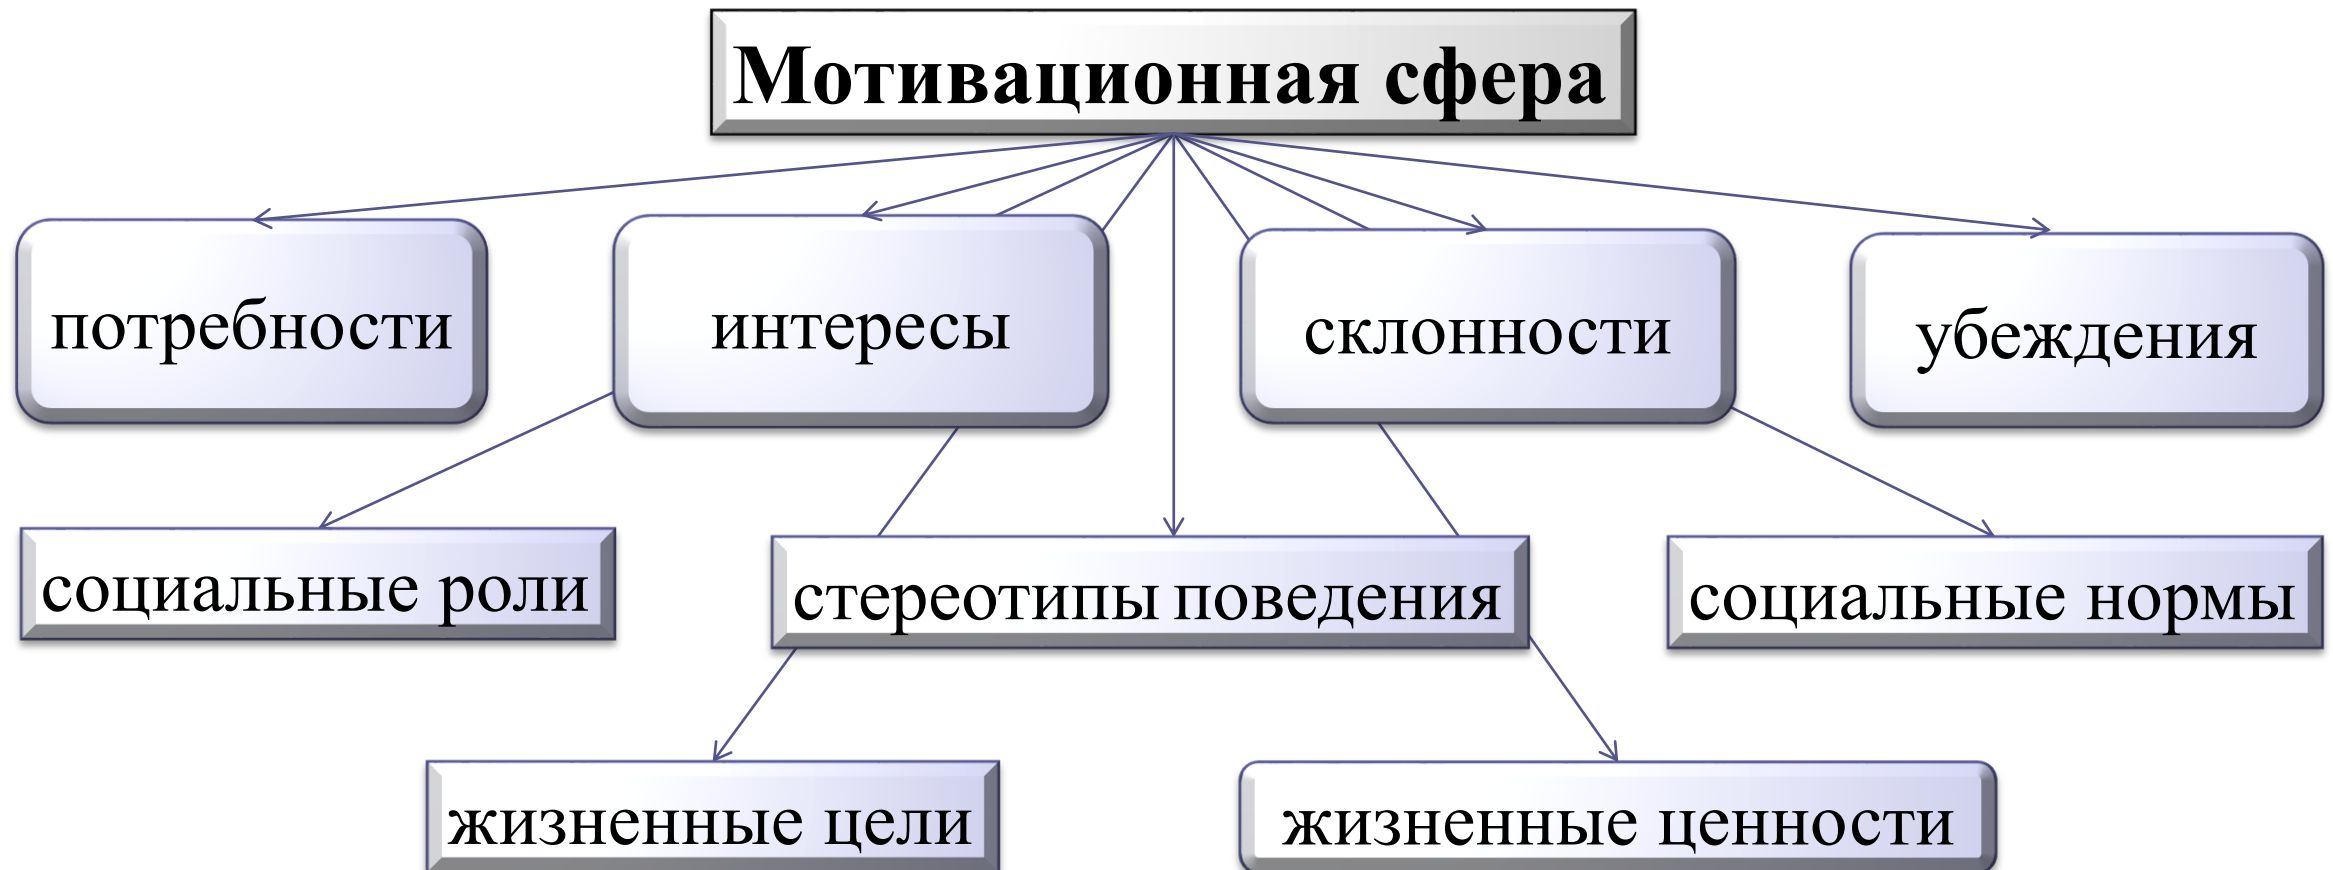 Мотивационная сфера
потребности
интересы
склонности
убеждения
социальные роли
стереотипы поведения
социальные нормы
жизненные цели
жизненные ценности